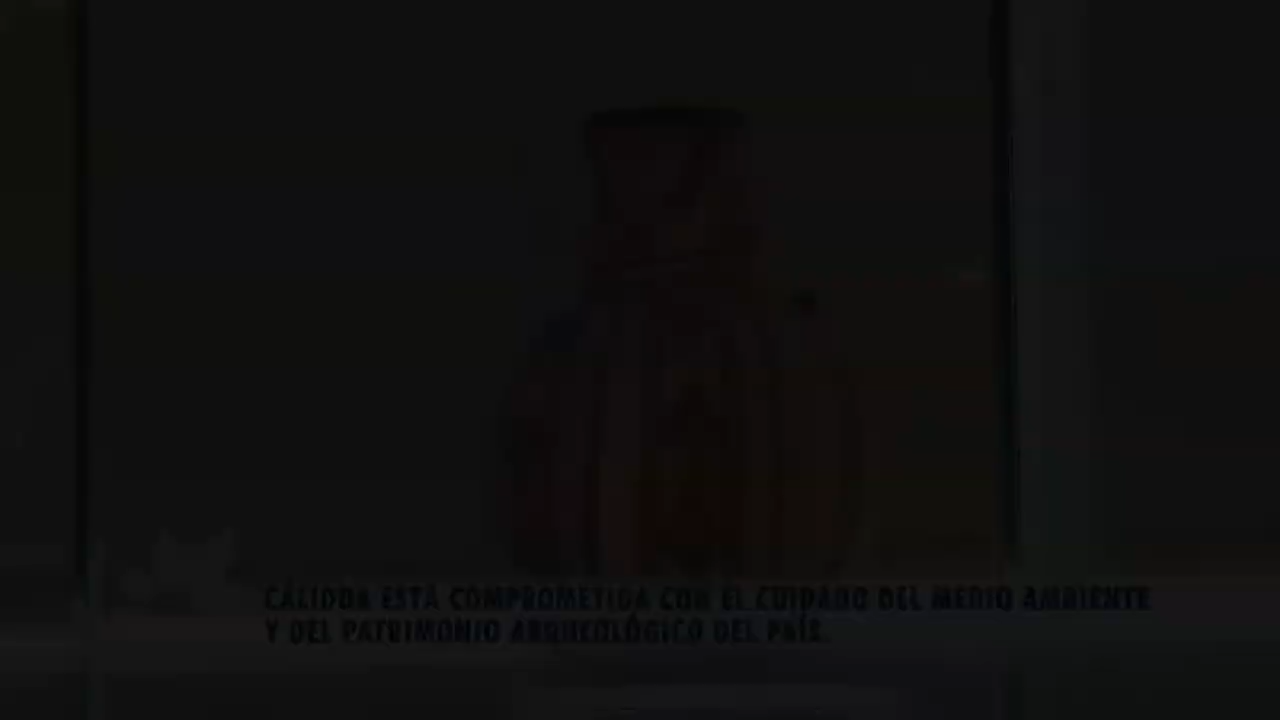 CÁLIDDA ESTÁ COMPROMETIDA CON EL CUIDADO DEL MEDIO AMBIENTE
Y DEL PATRIMONIO ARQUEOLÓGICO DEL PAÍS.